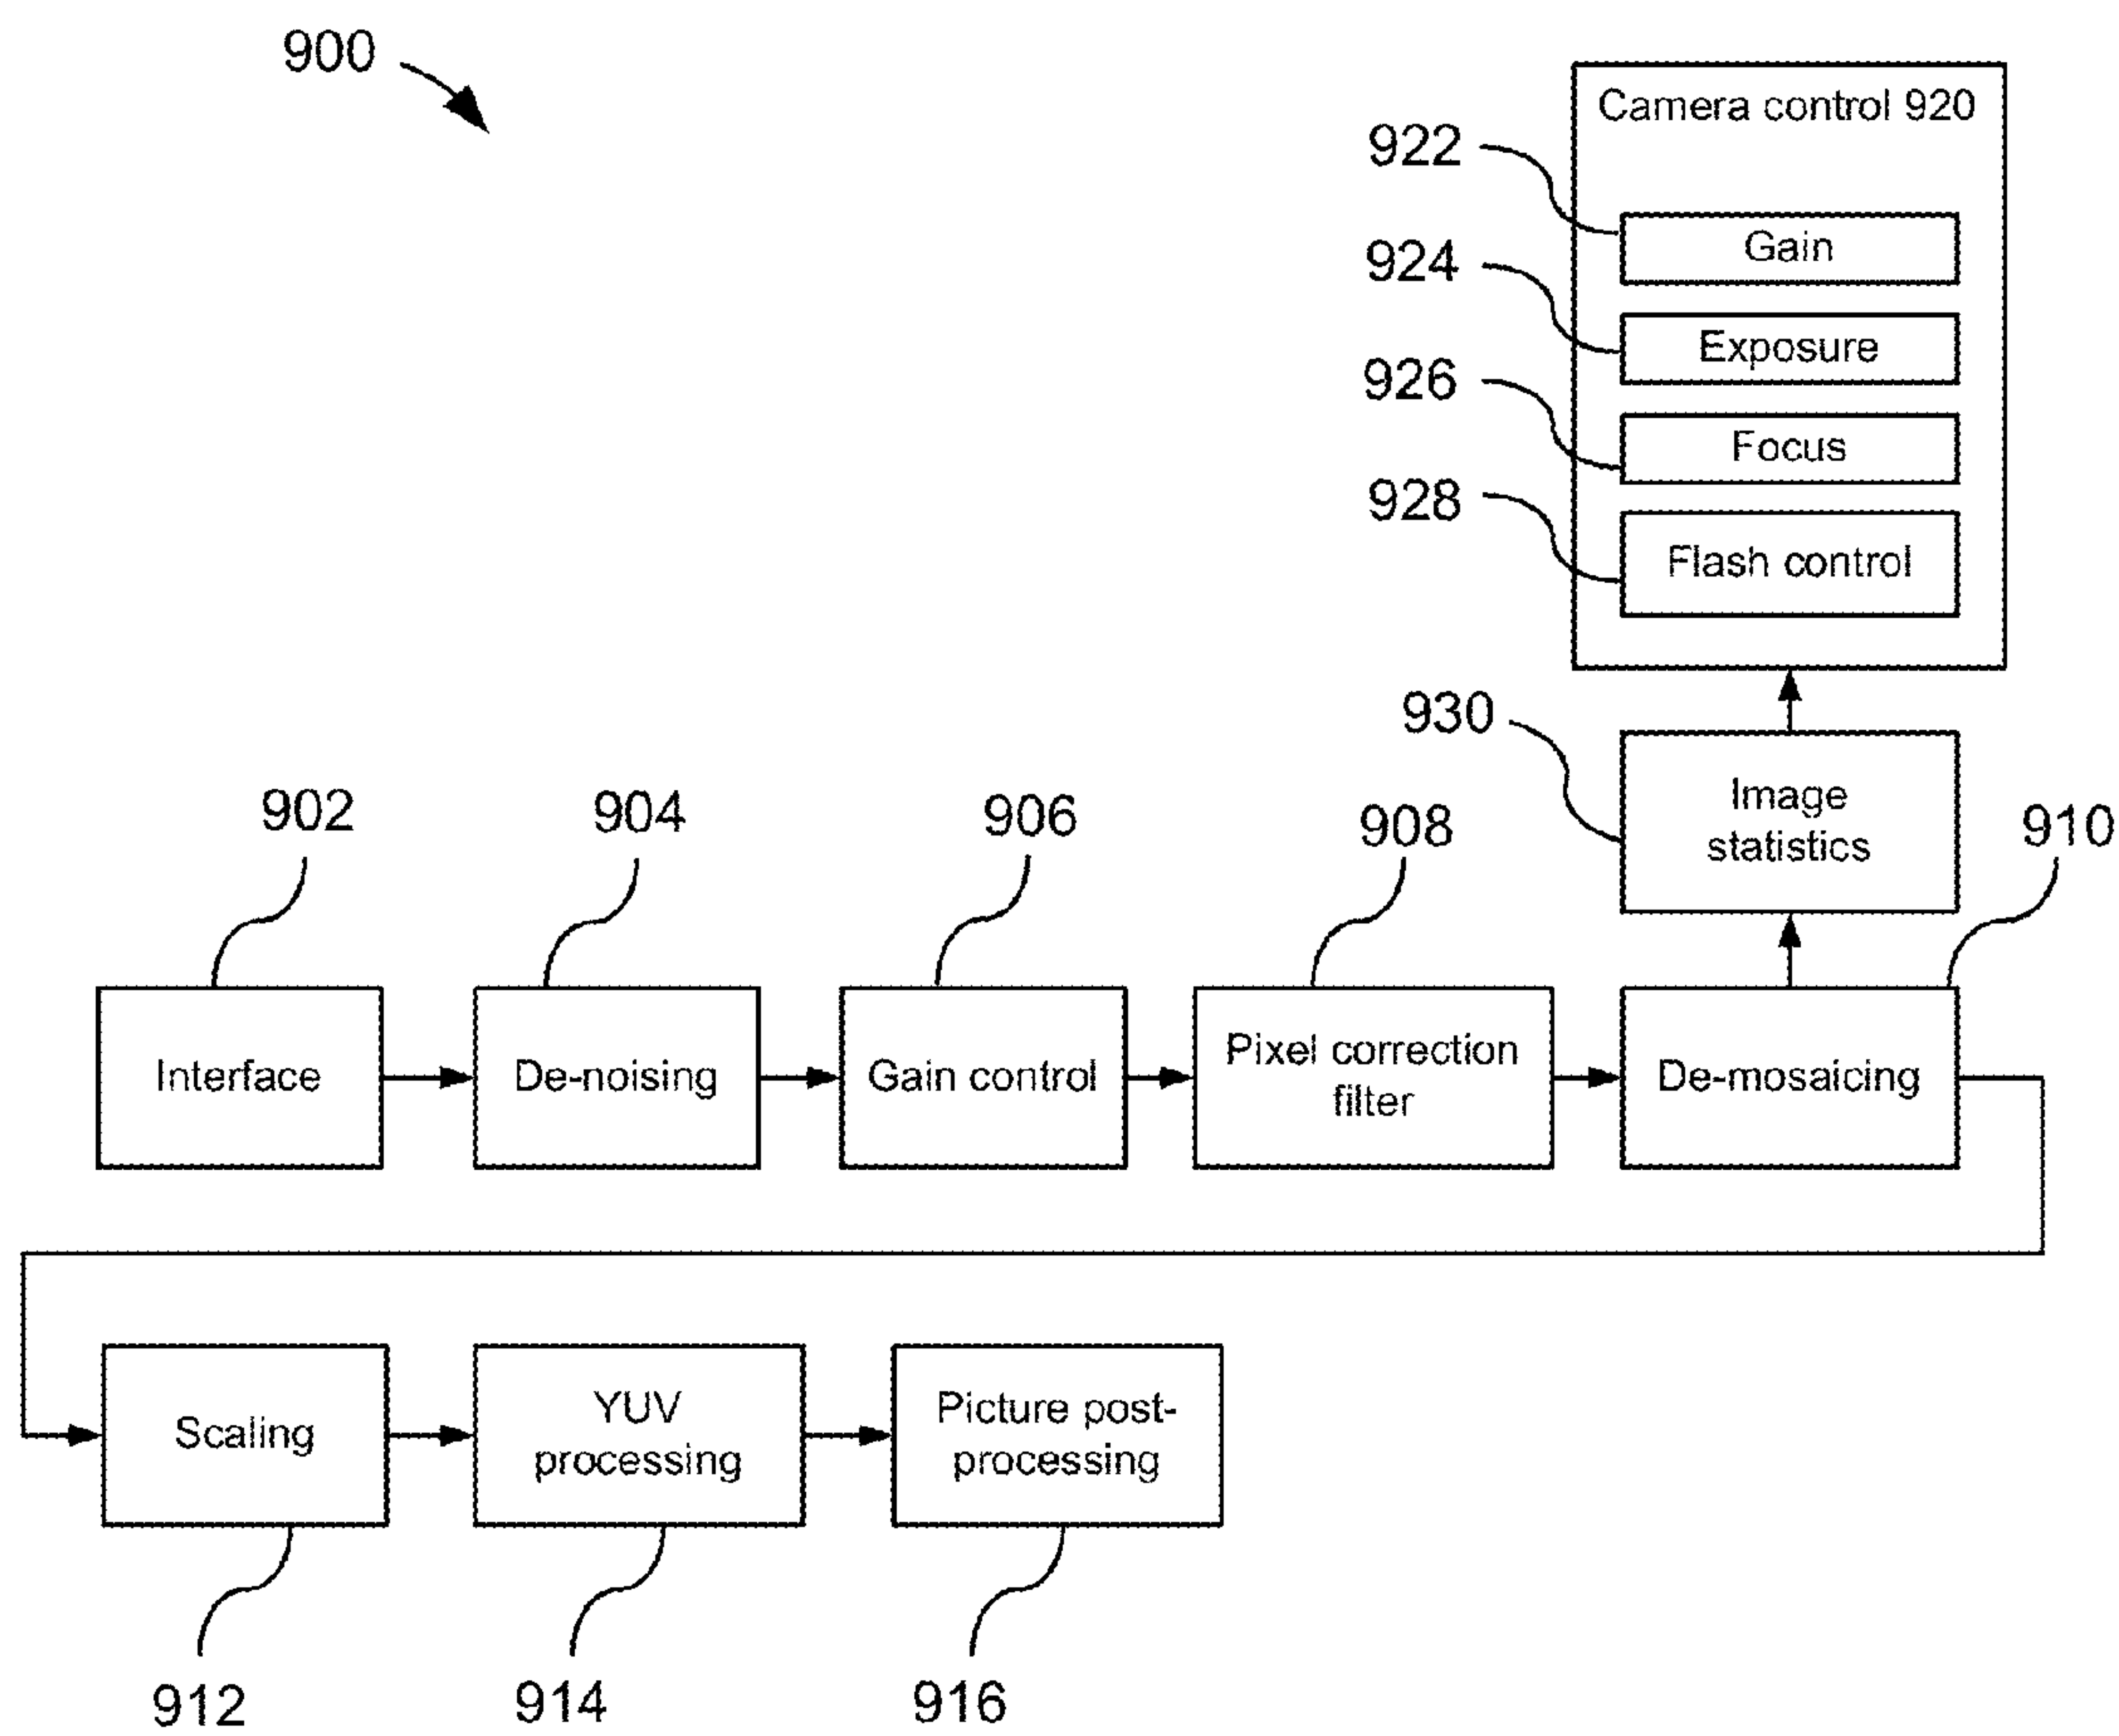 900
Camera control 920
922
Gain
924
Exposure
926
Focus
928
Flash control
930
Image
statistics
902
904
906
908
910
Interface
De-noising
Gain control
Pixel correction
filter
De-mosaicing
Scaling
YUV
processing
Picture post-
processing
912
914
916